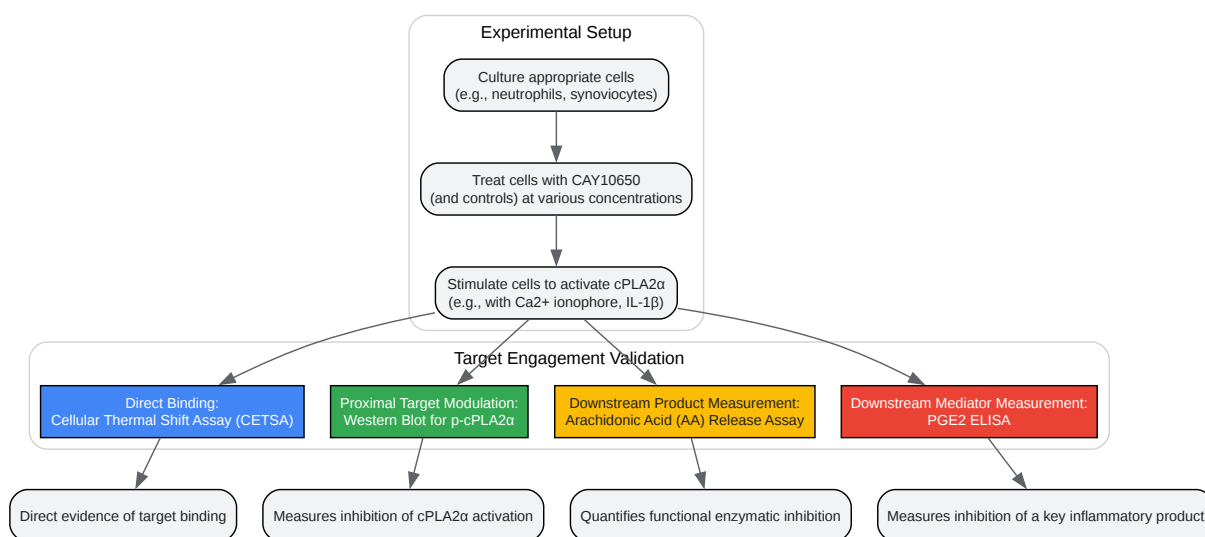 Experimental Setup
Culture appropriate cells
(e.g., neutrophils, synoviocytes)
Treat cells with CAY10650
(and controls) at various concentrations
Stimulate cells to activate cPLA2α
(e.g., with Ca2+ ionophore, IL-1β)
Target Engagement Validation
Direct Binding:
Cellular Thermal Shift Assay (CETSA)
Proximal Target Modulation:
Western Blot for p-cPLA2α
Downstream Product Measurement:
Arachidonic Acid (AA) Release Assay
Downstream Mediator Measurement:
PGE2 ELISA
Direct evidence of target binding
Measures inhibition of cPLA2α activation
Quantifies functional enzymatic inhibition
Measures inhibition of a key inflammatory product